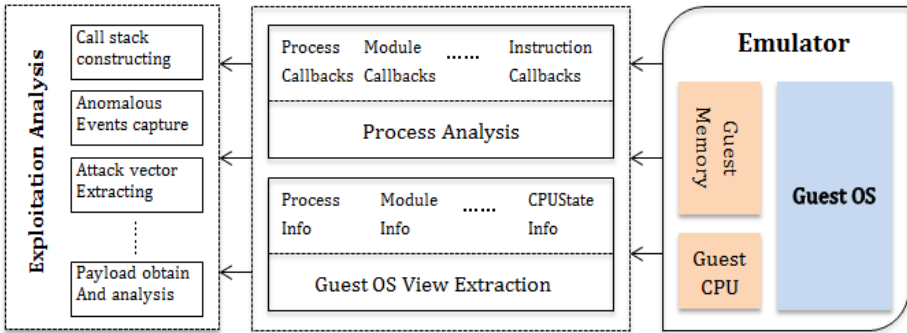 Exploitation Analysis
Call stack
constructing
Anomalous
Events capture
Attack vector
Extracting
Payload obtain
And analysis
Process Module ...... Instruction
Callbacks Callbacks Callbacks
Process Analysis
Process Module ...... CPUState
Info Info Info
Guest OS View Extraction
Emulator
Guest
Memory
Guest
CPU
Guest OS